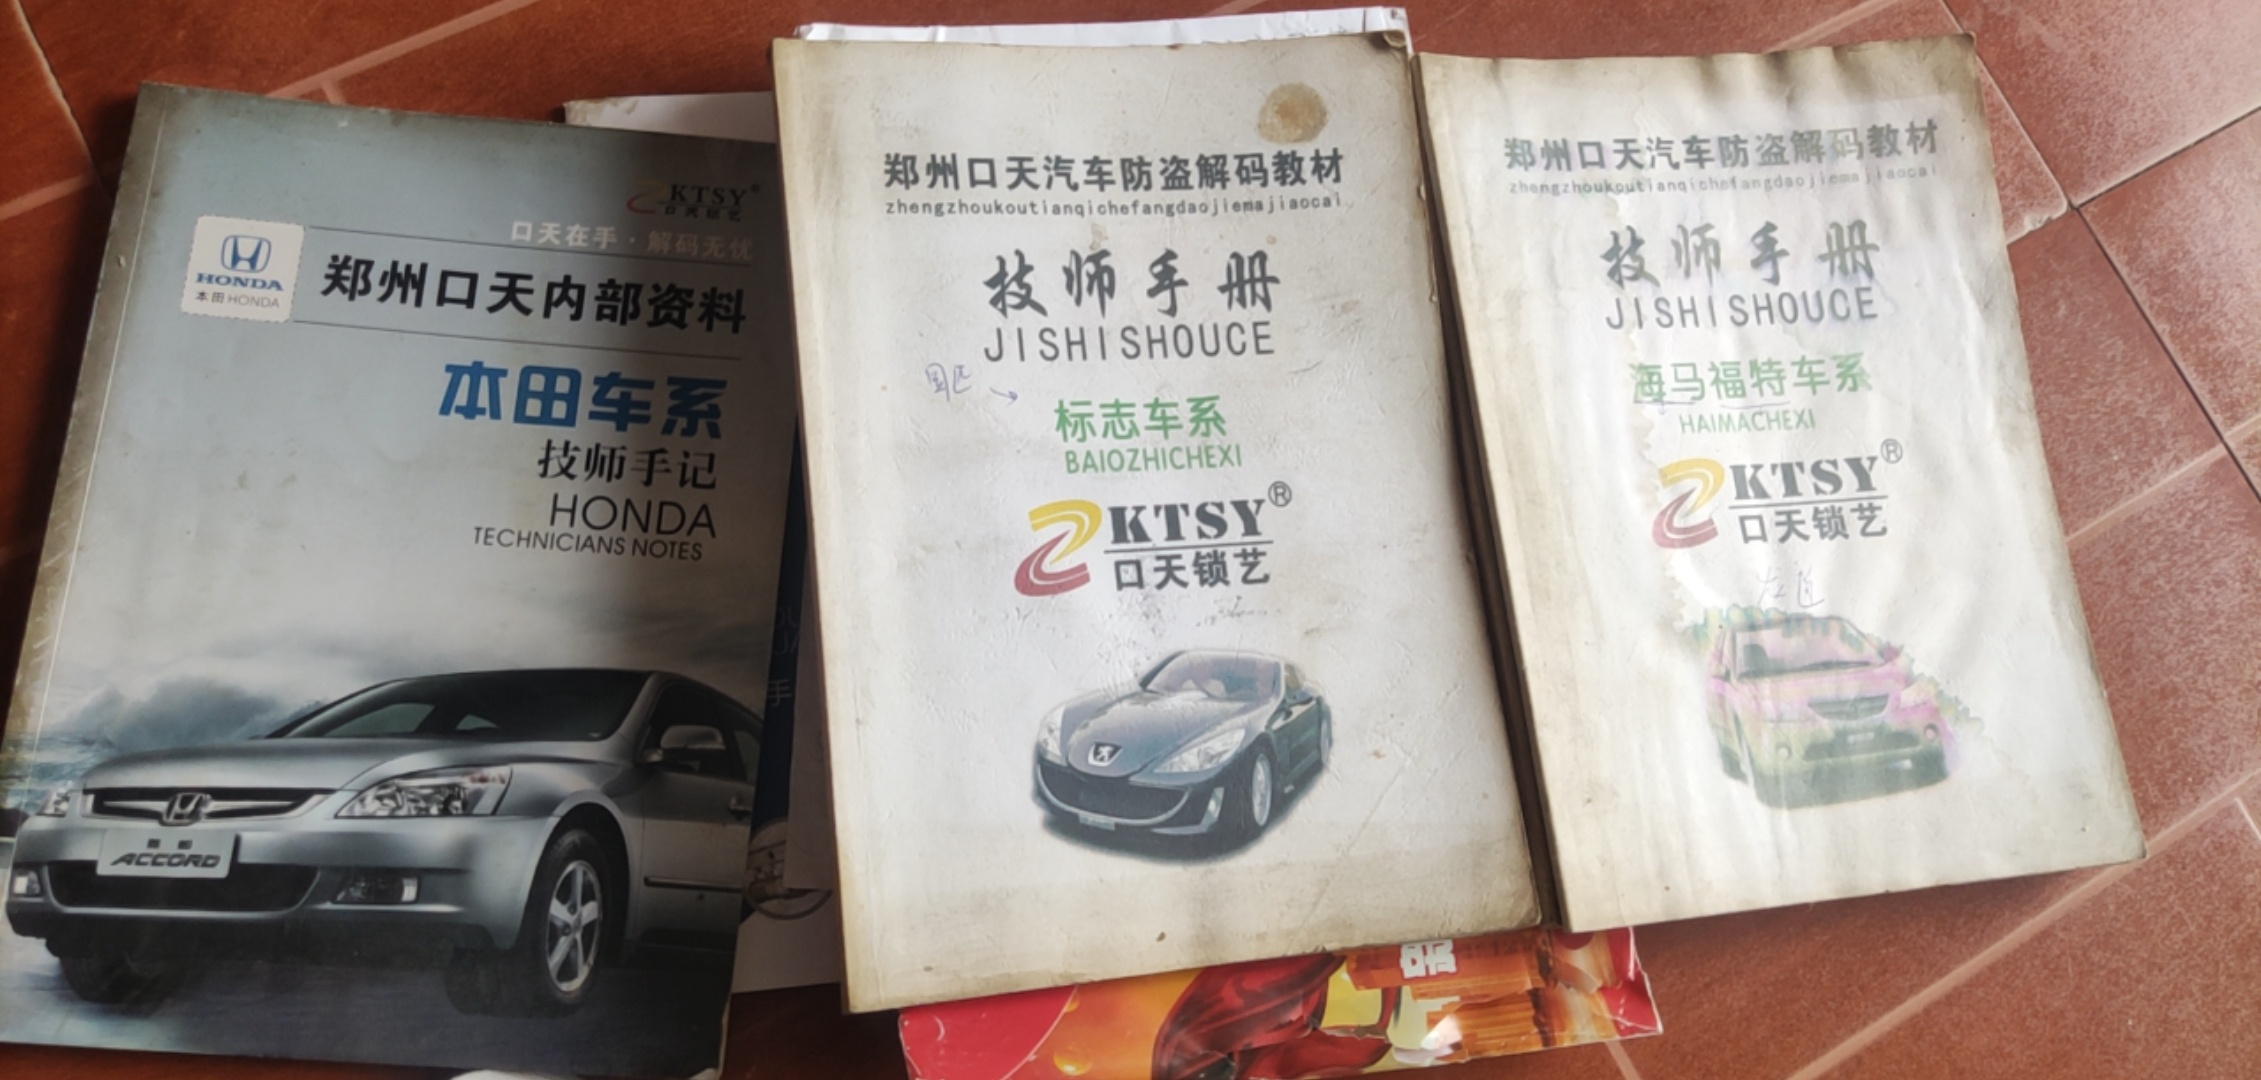 KTSY®
口天锁艺
口天在手·解码无忧
HONDA
本田 HONDA
郑州口天内部资料
本田车系
技师手记
HONDA
TECHNICIANS NOTES
ACCORD
手
郑州口天汽车防盗解码教材
zhengzhoukoutianqichefangdaojiemajiaocai
技师手册
JISHISHOUCE
标志车系
BAIOZHICHEXI
KTSY®
口天锁艺
郑州口天汽车防盗解码教材
zhengzhoukoutianqichefangdaojiemajiaocai
技师手册
JISHISHOUCE
海马福特车系
HAIMACHEXI
KTSY®
口天锁艺